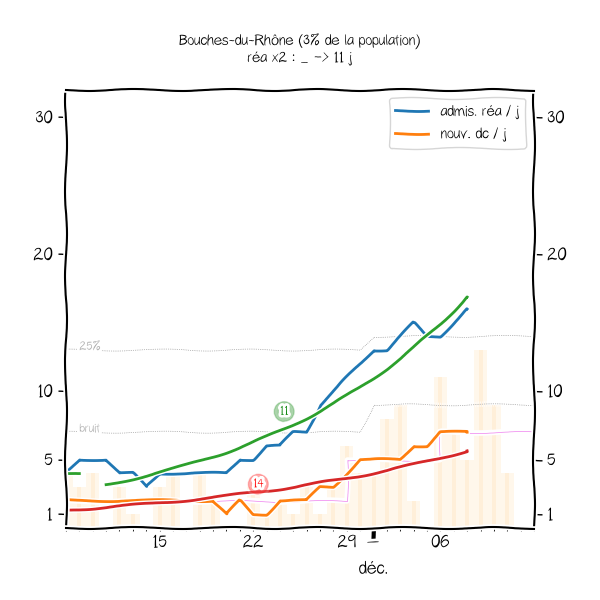 Bouches-du-Rhône (3% de la population)
réa x2 : _ -> 11 j
admis. réa / j
nouv. dc / j
30
30
20
20
25%
10
10
11
bruit
5
5
14
1
1
15
22
29
06
déc.